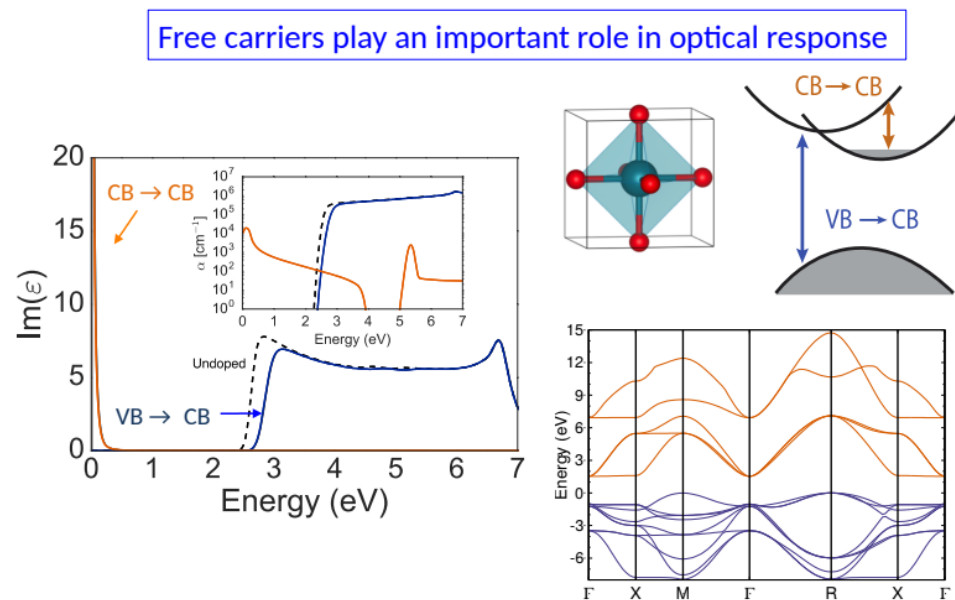 Free carriers play an important role in optical response
CB → CB
VB → CB
20
15
10
5
0
Im(ε)
CB → CB
Undoped
VB → CB
0 1 2 3 4 5 6 7
Energy (eV)
10⁷
10⁶
10⁵
10⁴
10³
10²
10¹
10⁰
α [cm⁻¹]
0 1 2 3 4 5 6 7
Energy (eV)
15
12
9
6
3
0
-3
-6
Energy (eV)
Γ X M Γ R X Γ